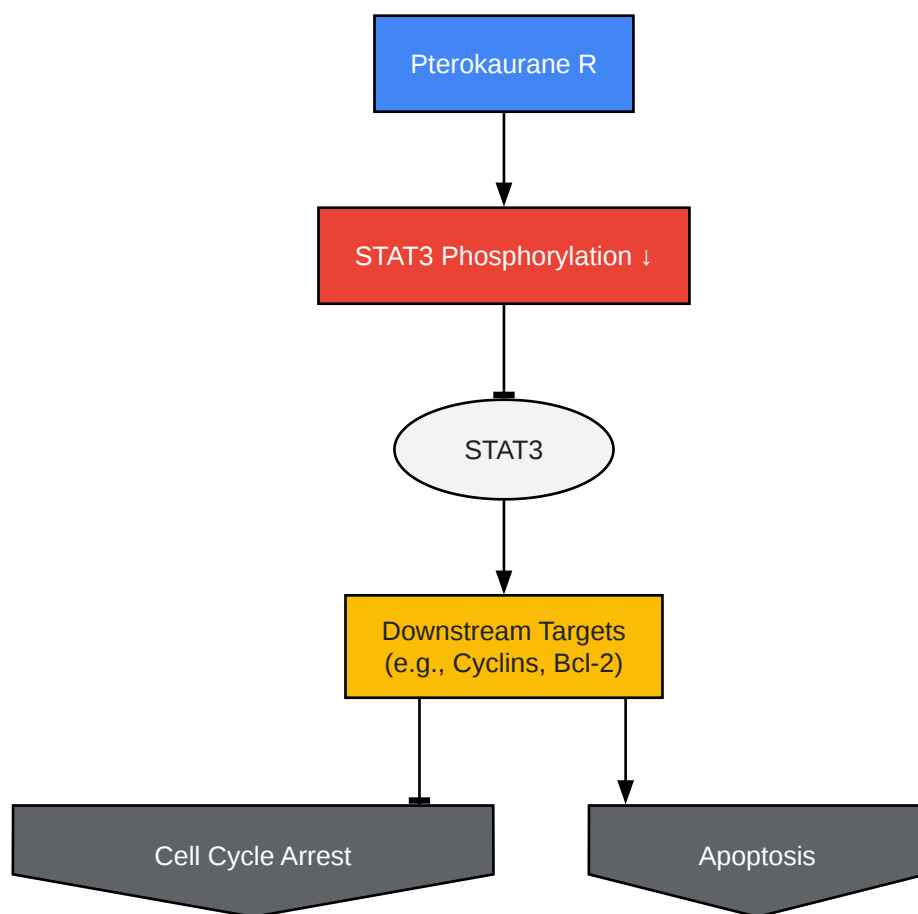 Pterokaurane R
STAT3 Phosphorylation ↓
STAT3
Downstream Targets
(e.g., Cyclins, Bcl-2)
Cell Cycle Arrest
Apoptosis